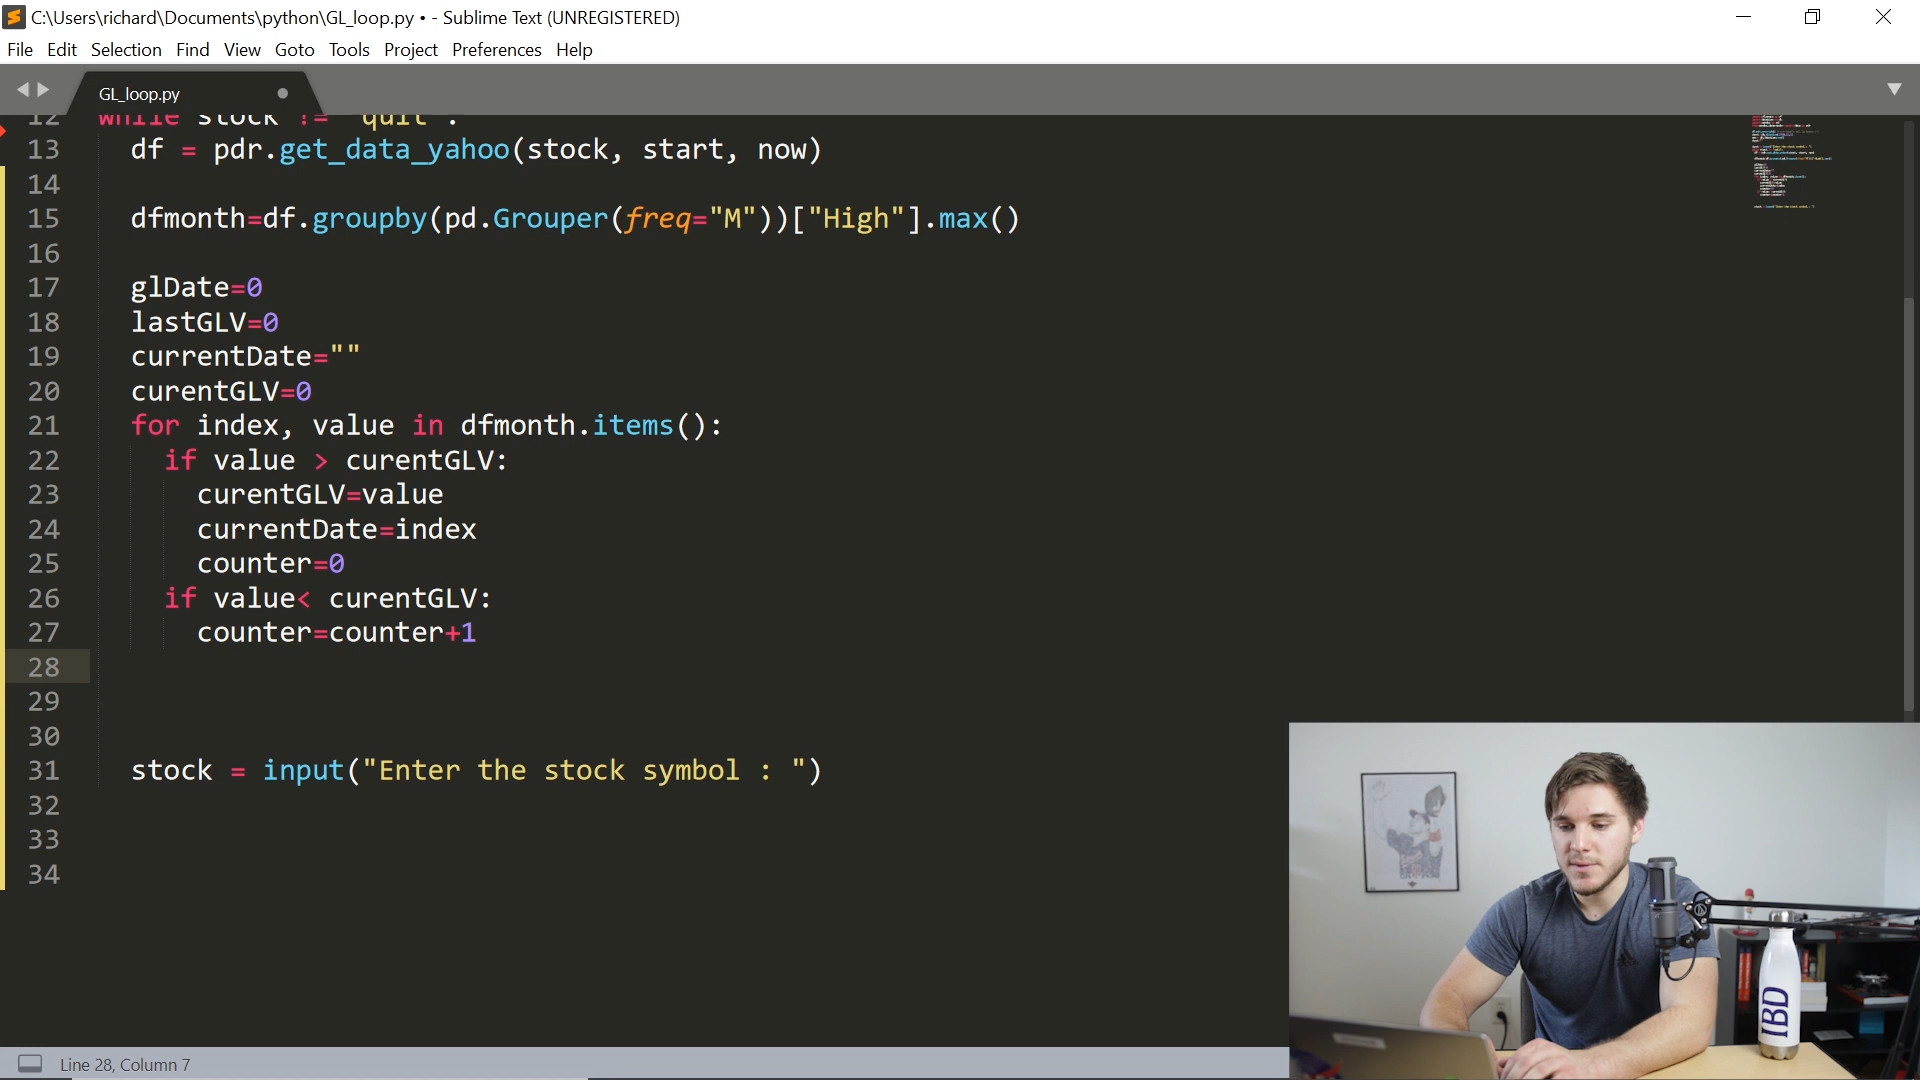 C:\Users\richard\Documents\python\GL_loop.py • - Sublime Text (UNREGISTERED)
File Edit Selection Find View Goto Tools Project Preferences Help
GL_loop.py
12 while stock != "quit":
13 df = pdr.get_data_yahoo(stock, start, now)
14
15 dfmonth=df.groupby(pd.Grouper(freq="M"))["High"].max()
16
17 glDate=0
18 lastGLV=0
19 currentDate=""
20 curentGLV=0
21 for index, value in dfmonth.items():
22 if value > curentGLV:
23 curentGLV=value
24 currentDate=index
25 counter=0
26 if value< curentGLV:
27 counter=counter+1
28
29
30
31 stock = input("Enter the stock symbol : ")
32
33
34
IBD
Line 28, Column 7